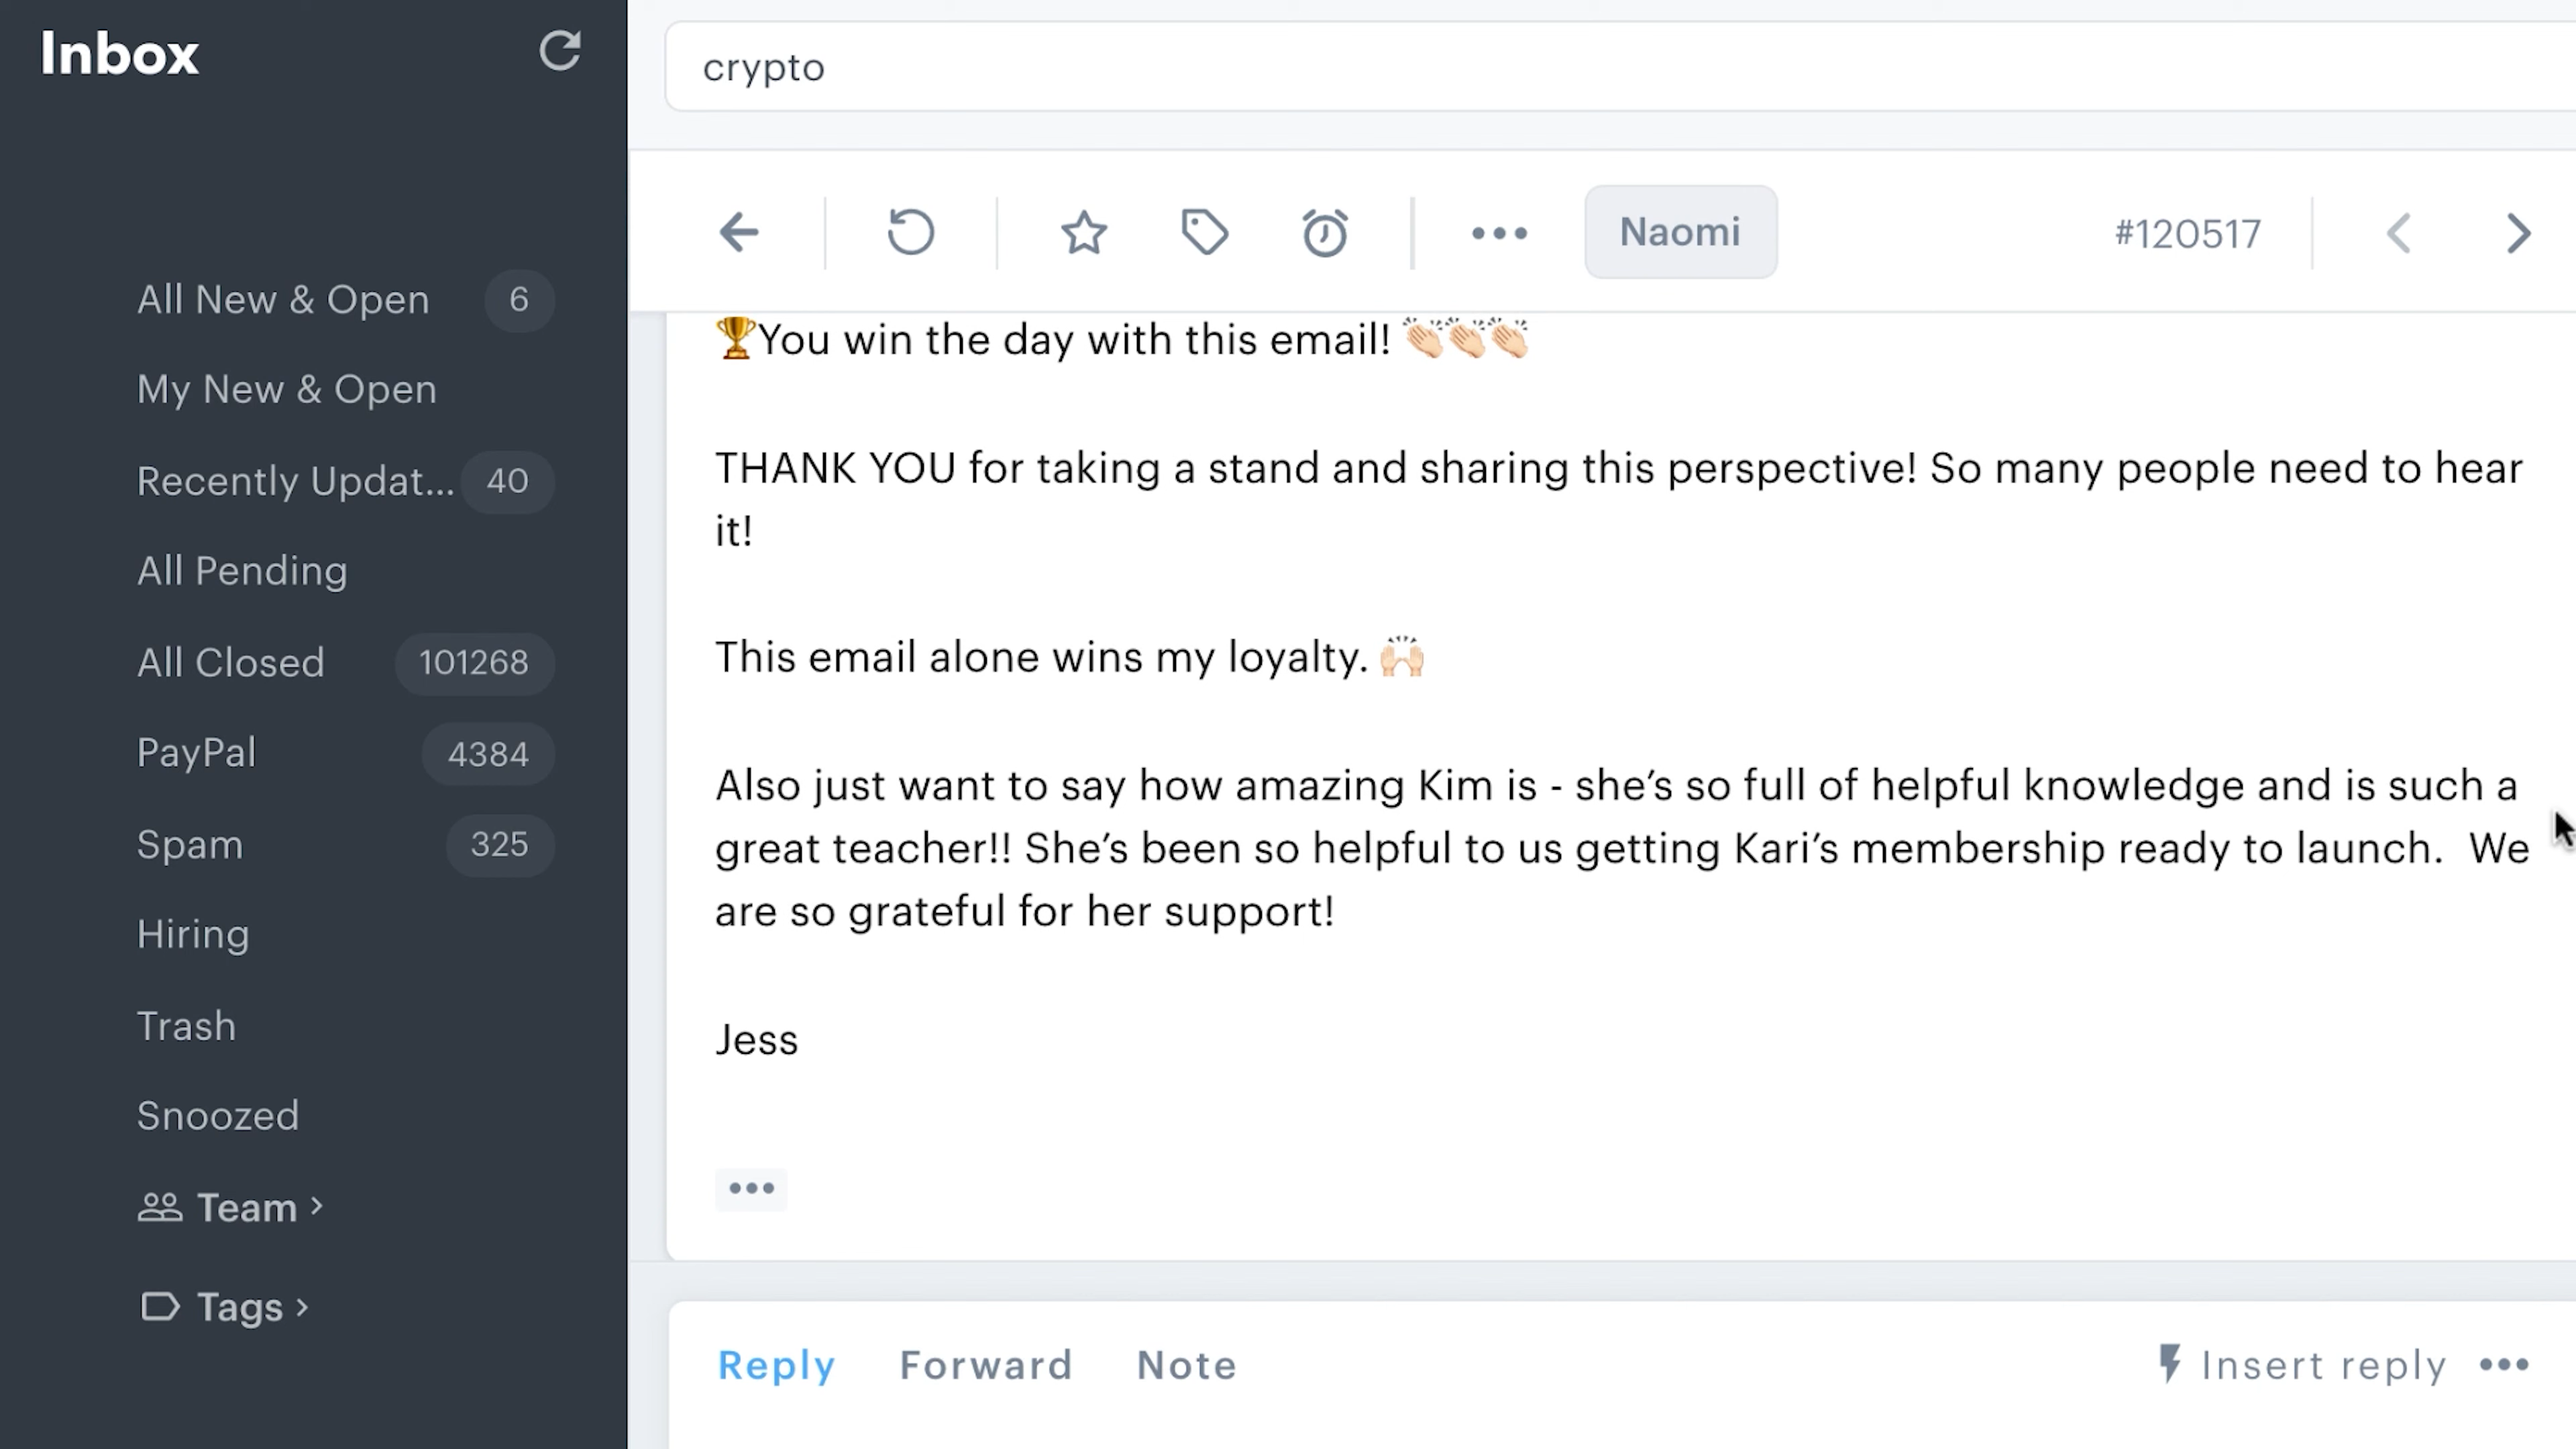 Inbox
crypto
Naomi
#120517
All New & Open 6
My New & Open
Recently Updat... 40
All Pending
All Closed 101268
PayPal 4384
Spam 325
Hiring
Trash
Snoozed
Team >
Tags >
🏆You win the day with this email! 👏🏻👏🏻👏🏻
THANK YOU for taking a stand and sharing this perspective! So many people need to hear
it!
This email alone wins my loyalty. 🙌🏻
Also just want to say how amazing Kim is - she’s so full of helpful knowledge and is such a
great teacher!! She’s been so helpful to us getting Kari’s membership ready to launch.  We
are so grateful for her support!
Jess
Reply Forward Note
Insert reply